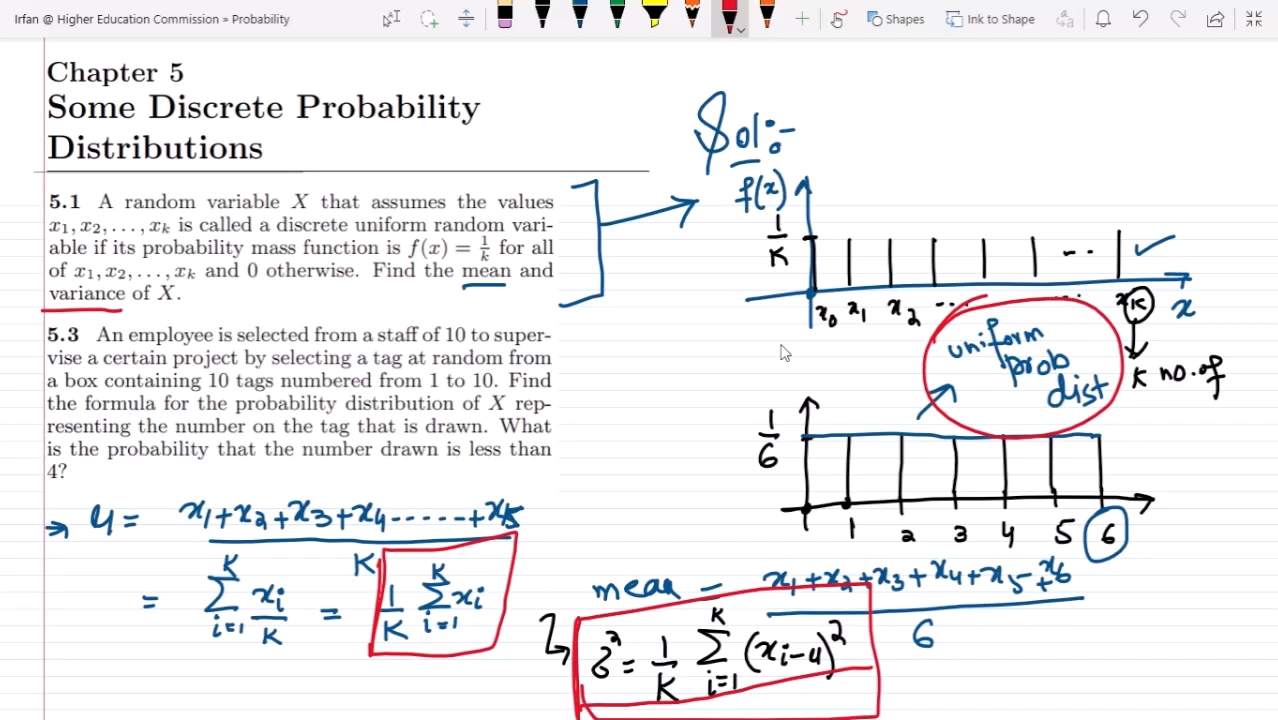 Irfan @ Higher Education Commission » Probability
Shapes
Ink to Shape
Chapter 5
Some Discrete Probability
Distributions
5.1 A random variable X that assumes the values
x₁, x₂, . . . , xₖ is called a discrete uniform random vari-
able if its probability mass function is f(x) = 1/k for all
of x₁, x₂, . . . , xₖ and 0 otherwise. Find the mean and
variance of X.
5.3 An employee is selected from a staff of 10 to super-
vise a certain project by selecting a tag at random from
a box containing 10 tags numbered from 1 to 10. Find
the formula for the probability distribution of X rep-
resenting the number on the tag that is drawn. What
is the probability that the number drawn is less than
4?
Sol:-
f(x)
1/K
x₀ x₁ x₂ ... ... xK x
uniform
prob
dist
K no. of
1/6
1 2 3 4 5 6
μ = x₁+x₂+x₃+x₄.....+xK / K
= K Σ i=1 xi/K = 1/K K Σ i=1 xi
mean = x₁+x₂+x₃+x₄+x₅+x₆ / 6
σ² = 1/K K Σ i=1 (xi-μ)²